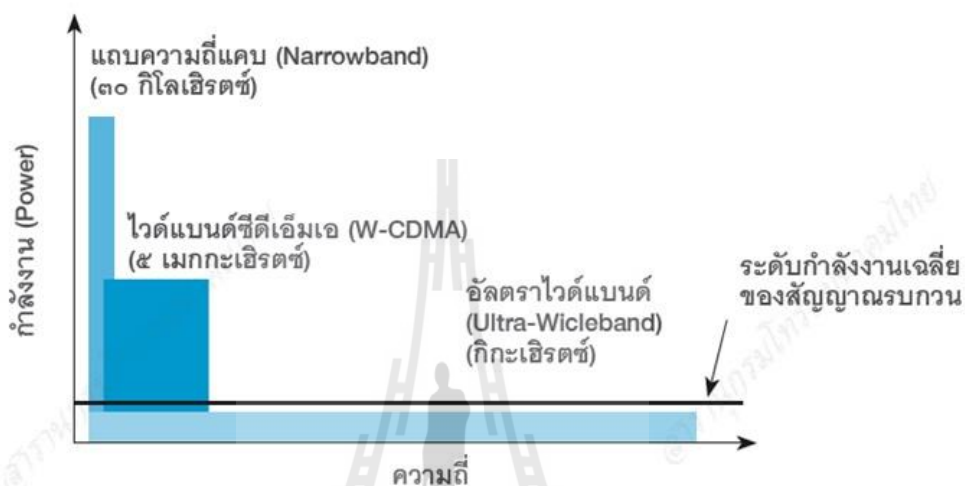 แถบความถี่แคบ (Narrowband)
(๓๐ กิโลเฮิรตซ์)
กำลังงาน (Power)
ไวด์แบนด์ซีดีเอ็มเอ (W-CDMA)
(๕ เมกกะเฮิรตซ์)
อัลตราไวด์แบนด์
(Ultra-Wicleband)
(กิกะเฮิรตซ์)
ระดับกำลังงานเฉลี่ย
ของสัญญาณรบกวน
ความถี่